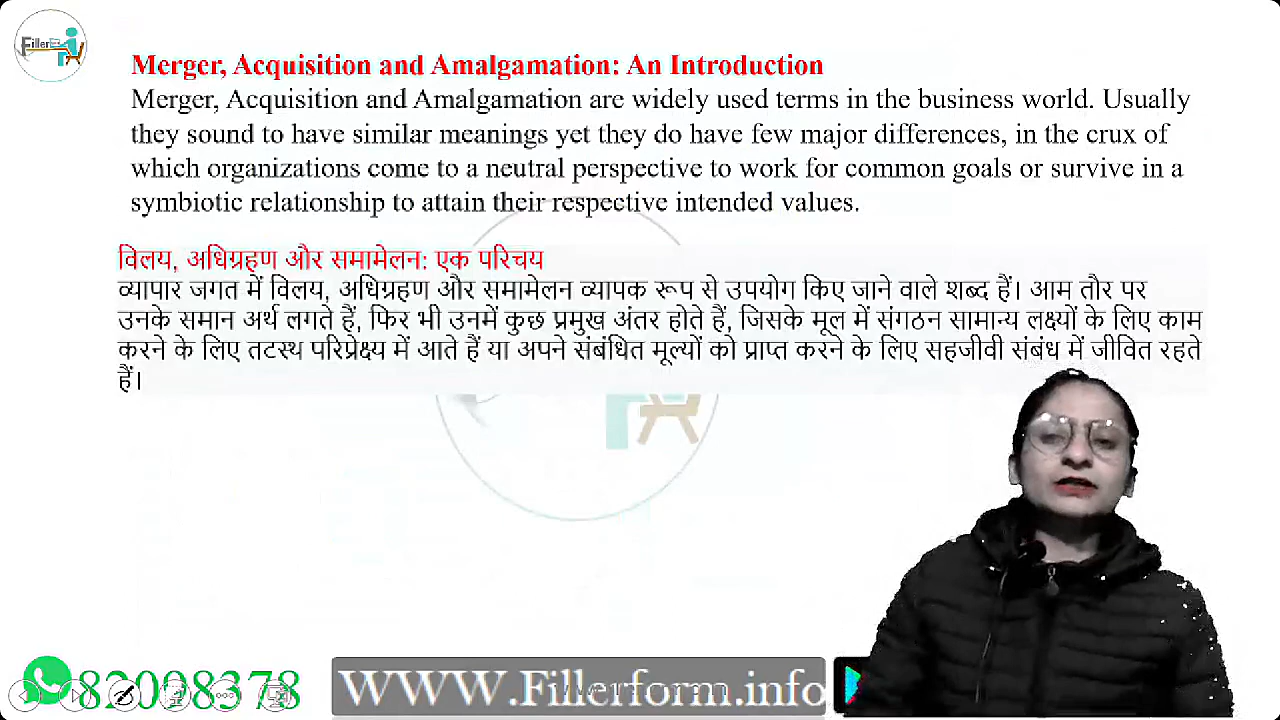 Filler
Merger, Acquisition and Amalgamation: An Introduction
Merger, Acquisition and Amalgamation are widely used terms in the business world. Usually
they sound to have similar meanings yet they do have few major differences, in the crux of
which organizations come to a neutral perspective to work for common goals or survive in a
symbiotic relationship to attain their respective intended values.
विलय, अधिग्रहण और समामेलन: एक परिचय
व्यापार जगत में विलय, अधिग्रहण और समामेलन व्यापक रूप से उपयोग किए जाने वाले शब्द हैं। आम तौर पर
उनके समान अर्थ लगते हैं, फिर भी उनमें कुछ प्रमुख अंतर होते हैं, जिसके मूल में संगठन सामान्य लक्ष्यों के लिए काम
करने के लिए तटस्थ परिप्रेक्ष्य में आते हैं या अपने संबंधित मूल्यों को प्राप्त करने के लिए सहजीवी संबंध में जीवित रहते
हैं।
WWW.Fillerform.info